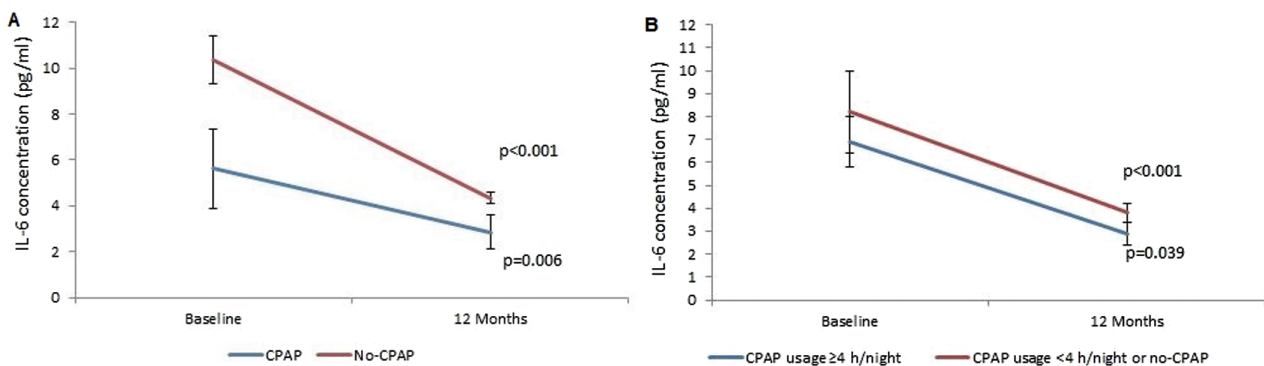 A
IL-6 concentration (pg/ml)
12
10
8
6
4
2
0
p<0.001
p=0.006
Baseline
12 Months
CPAP
No-CPAP
B
IL-6 concentration (pg/ml)
12
11
10
9
8
7
6
5
4
3
2
1
0
p<0.001
p=0.039
Baseline
12 Months
CPAP usage ≥4 h/night
CPAP usage <4 h/night or no-CPAP